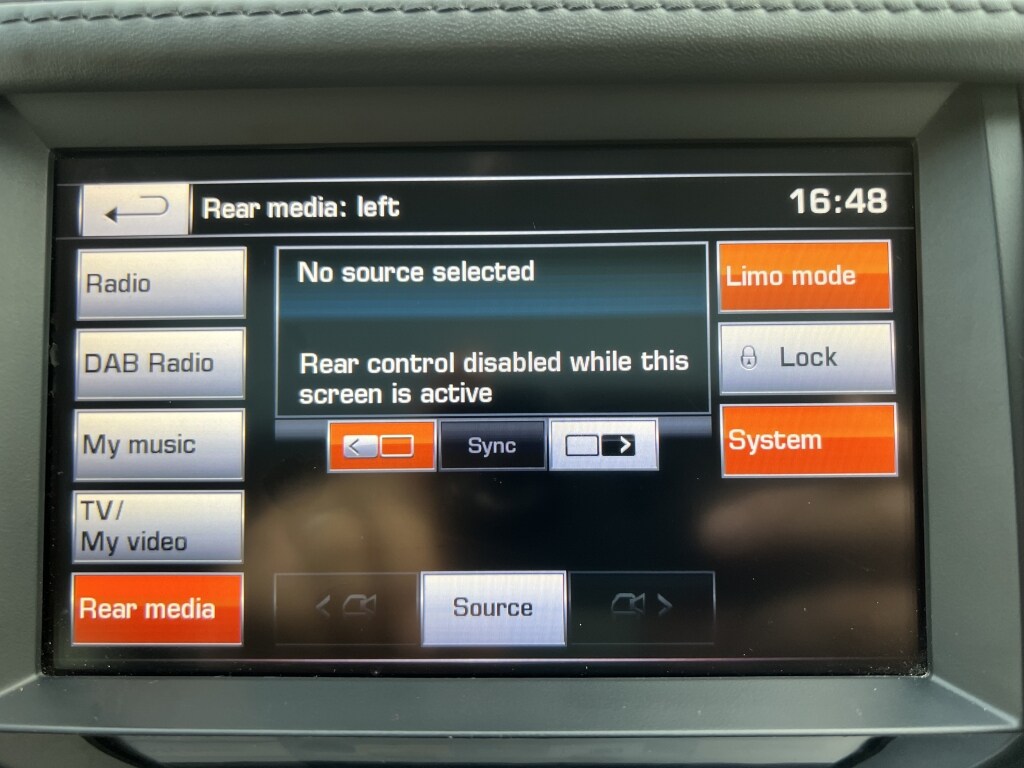 Rear media: left
16:48
Radio
No source selected
Limo mode
DAB Radio
Rear control disabled while this
screen is active
Lock
My music
Sync
System
TV/
My video
Rear media
Source